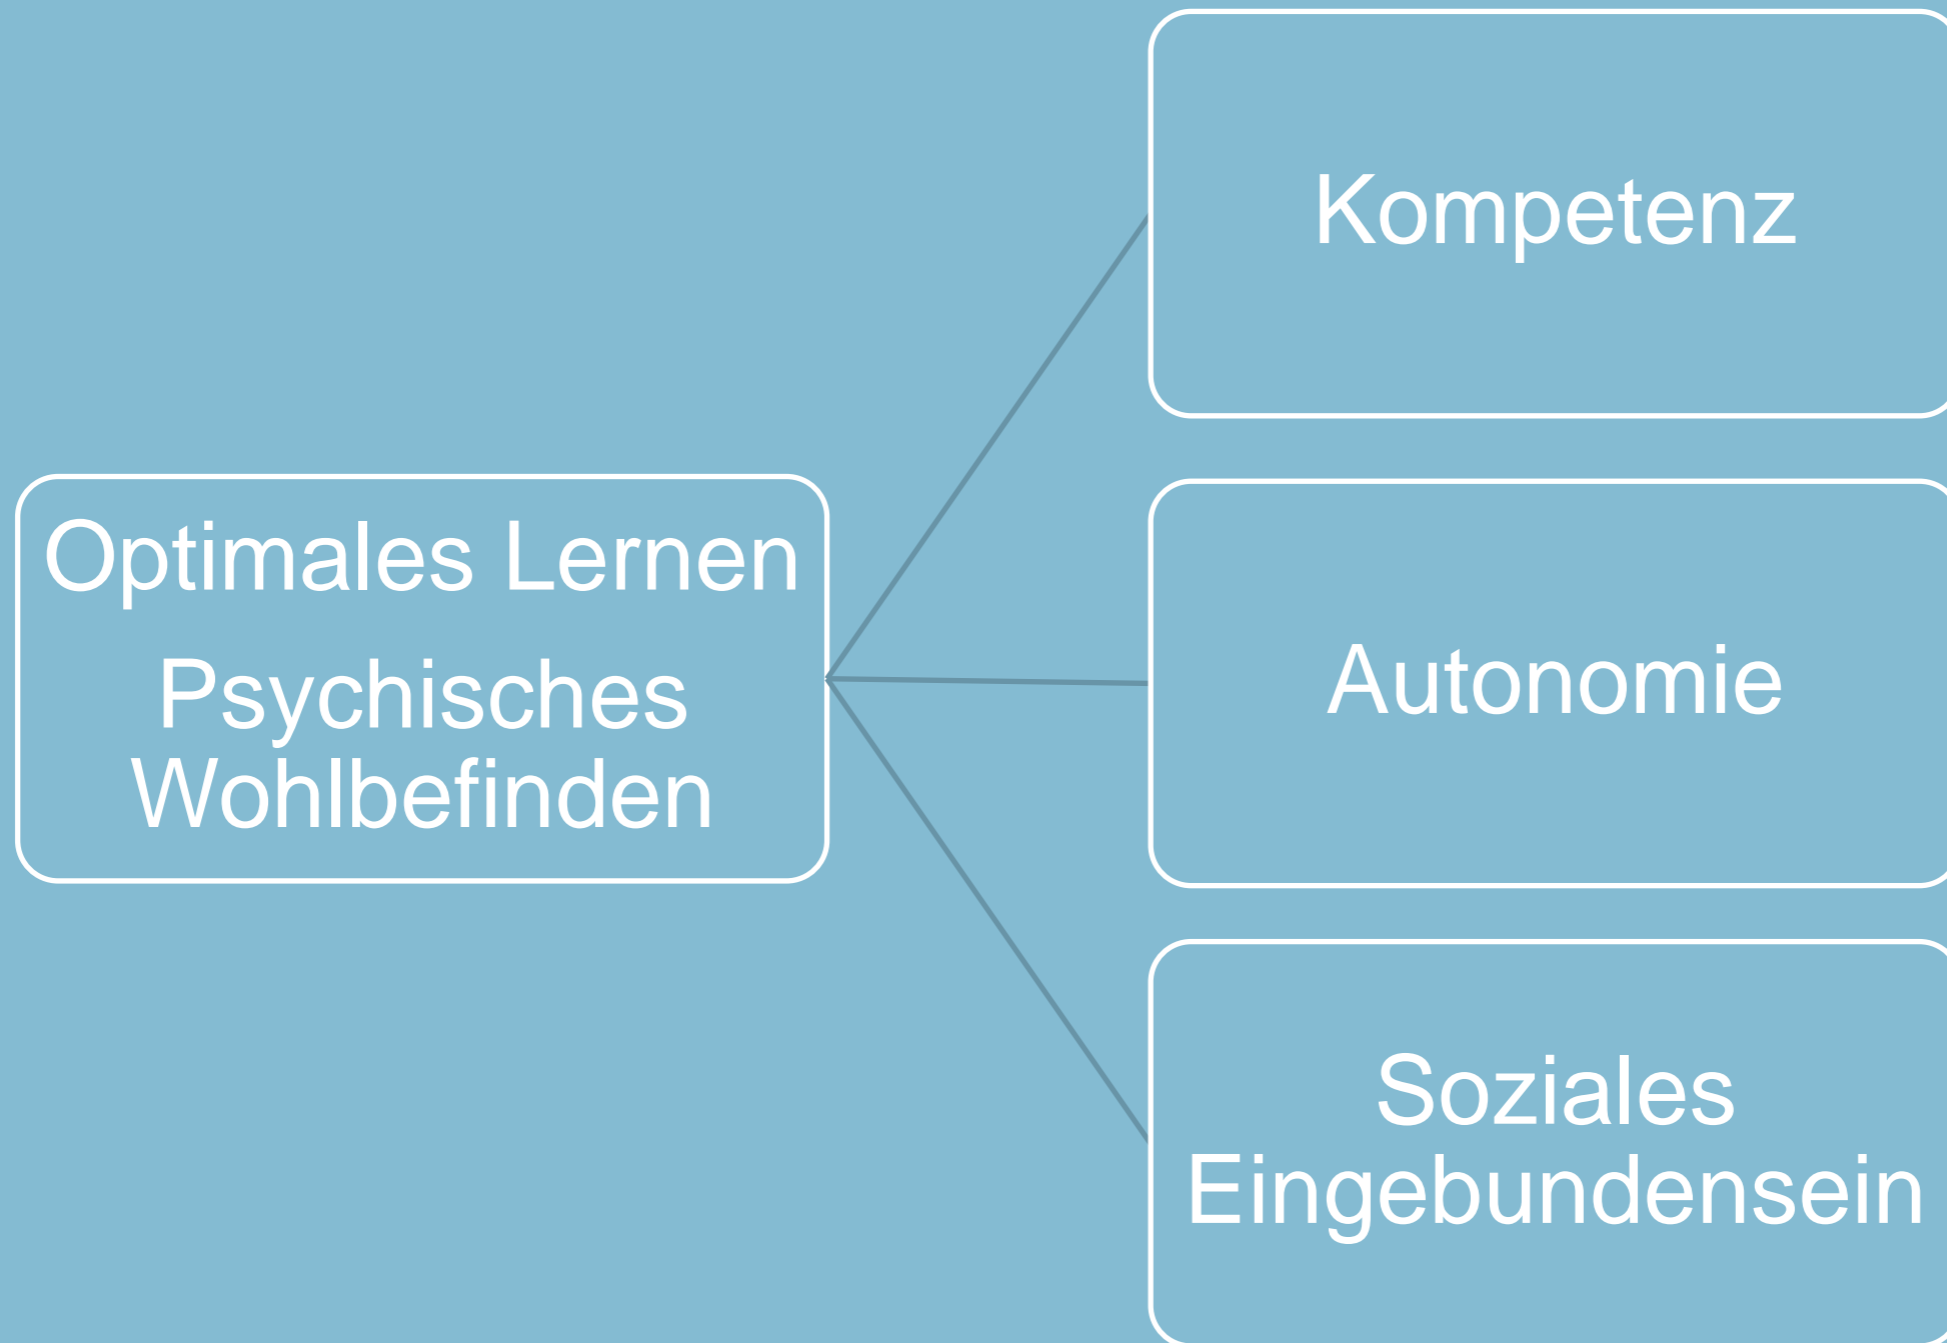 Optimales Lernen
Psychisches
Wohlbefinden
Kompetenz
Autonomie
Soziales
Eingebundensein